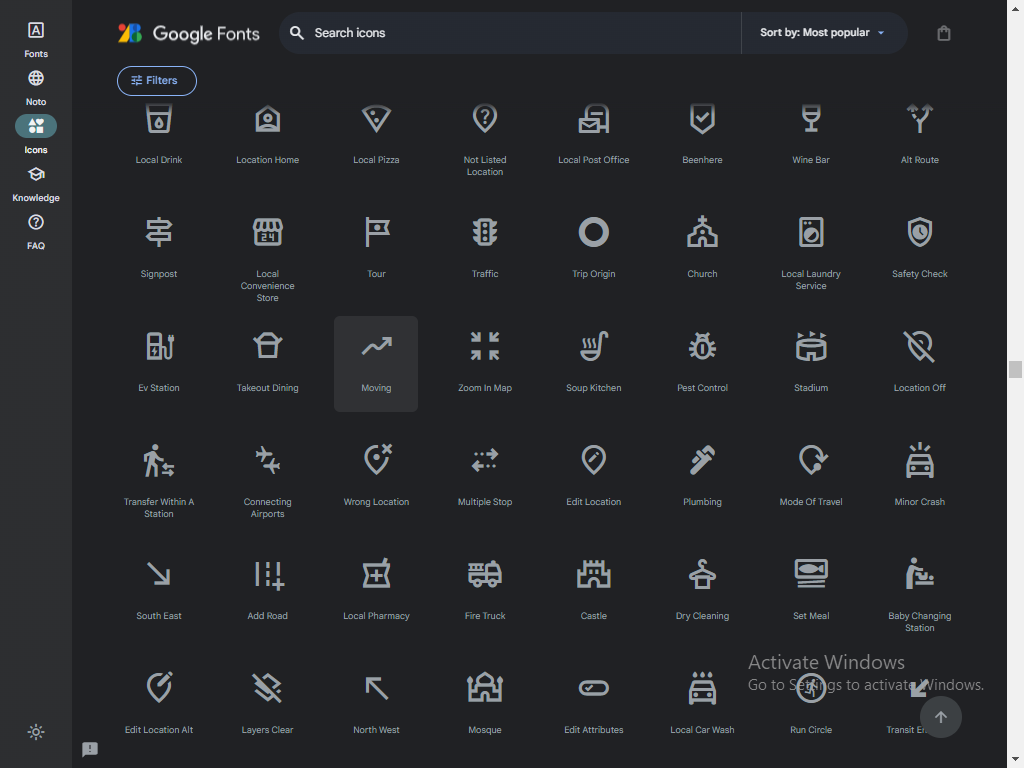 Google Fonts
Search icons
Sort by: Most popular
Fonts
Noto
Icons
Knowledge
FAQ
Filters
Local Drink
Location Home
Local Pizza
Not Listed
Location
Local Post Office
Beenhere
Wine Bar
Alt Route
Signpost
Local
Convenience
Store
Tour
Traffic
Trip Origin
Church
Local Laundry
Service
Safety Check
Ev Station
Takeout Dining
Moving
Zoom In Map
Soup Kitchen
Pest Control
Stadium
Location Off
Transfer Within A
Station
Connecting
Airports
Wrong Location
Multiple Stop
Edit Location
Plumbing
Mode Of Travel
Minor Crash
South East
Add Road
Local Pharmacy
Fire Truck
Castle
Dry Cleaning
Set Meal
Baby Changing
Station
Activate Windows
Go to Settings to activate Windows.
Edit Location Alt
Layers Clear
North West
Mosque
Edit Attributes
Local Car Wash
Run Circle
Transit